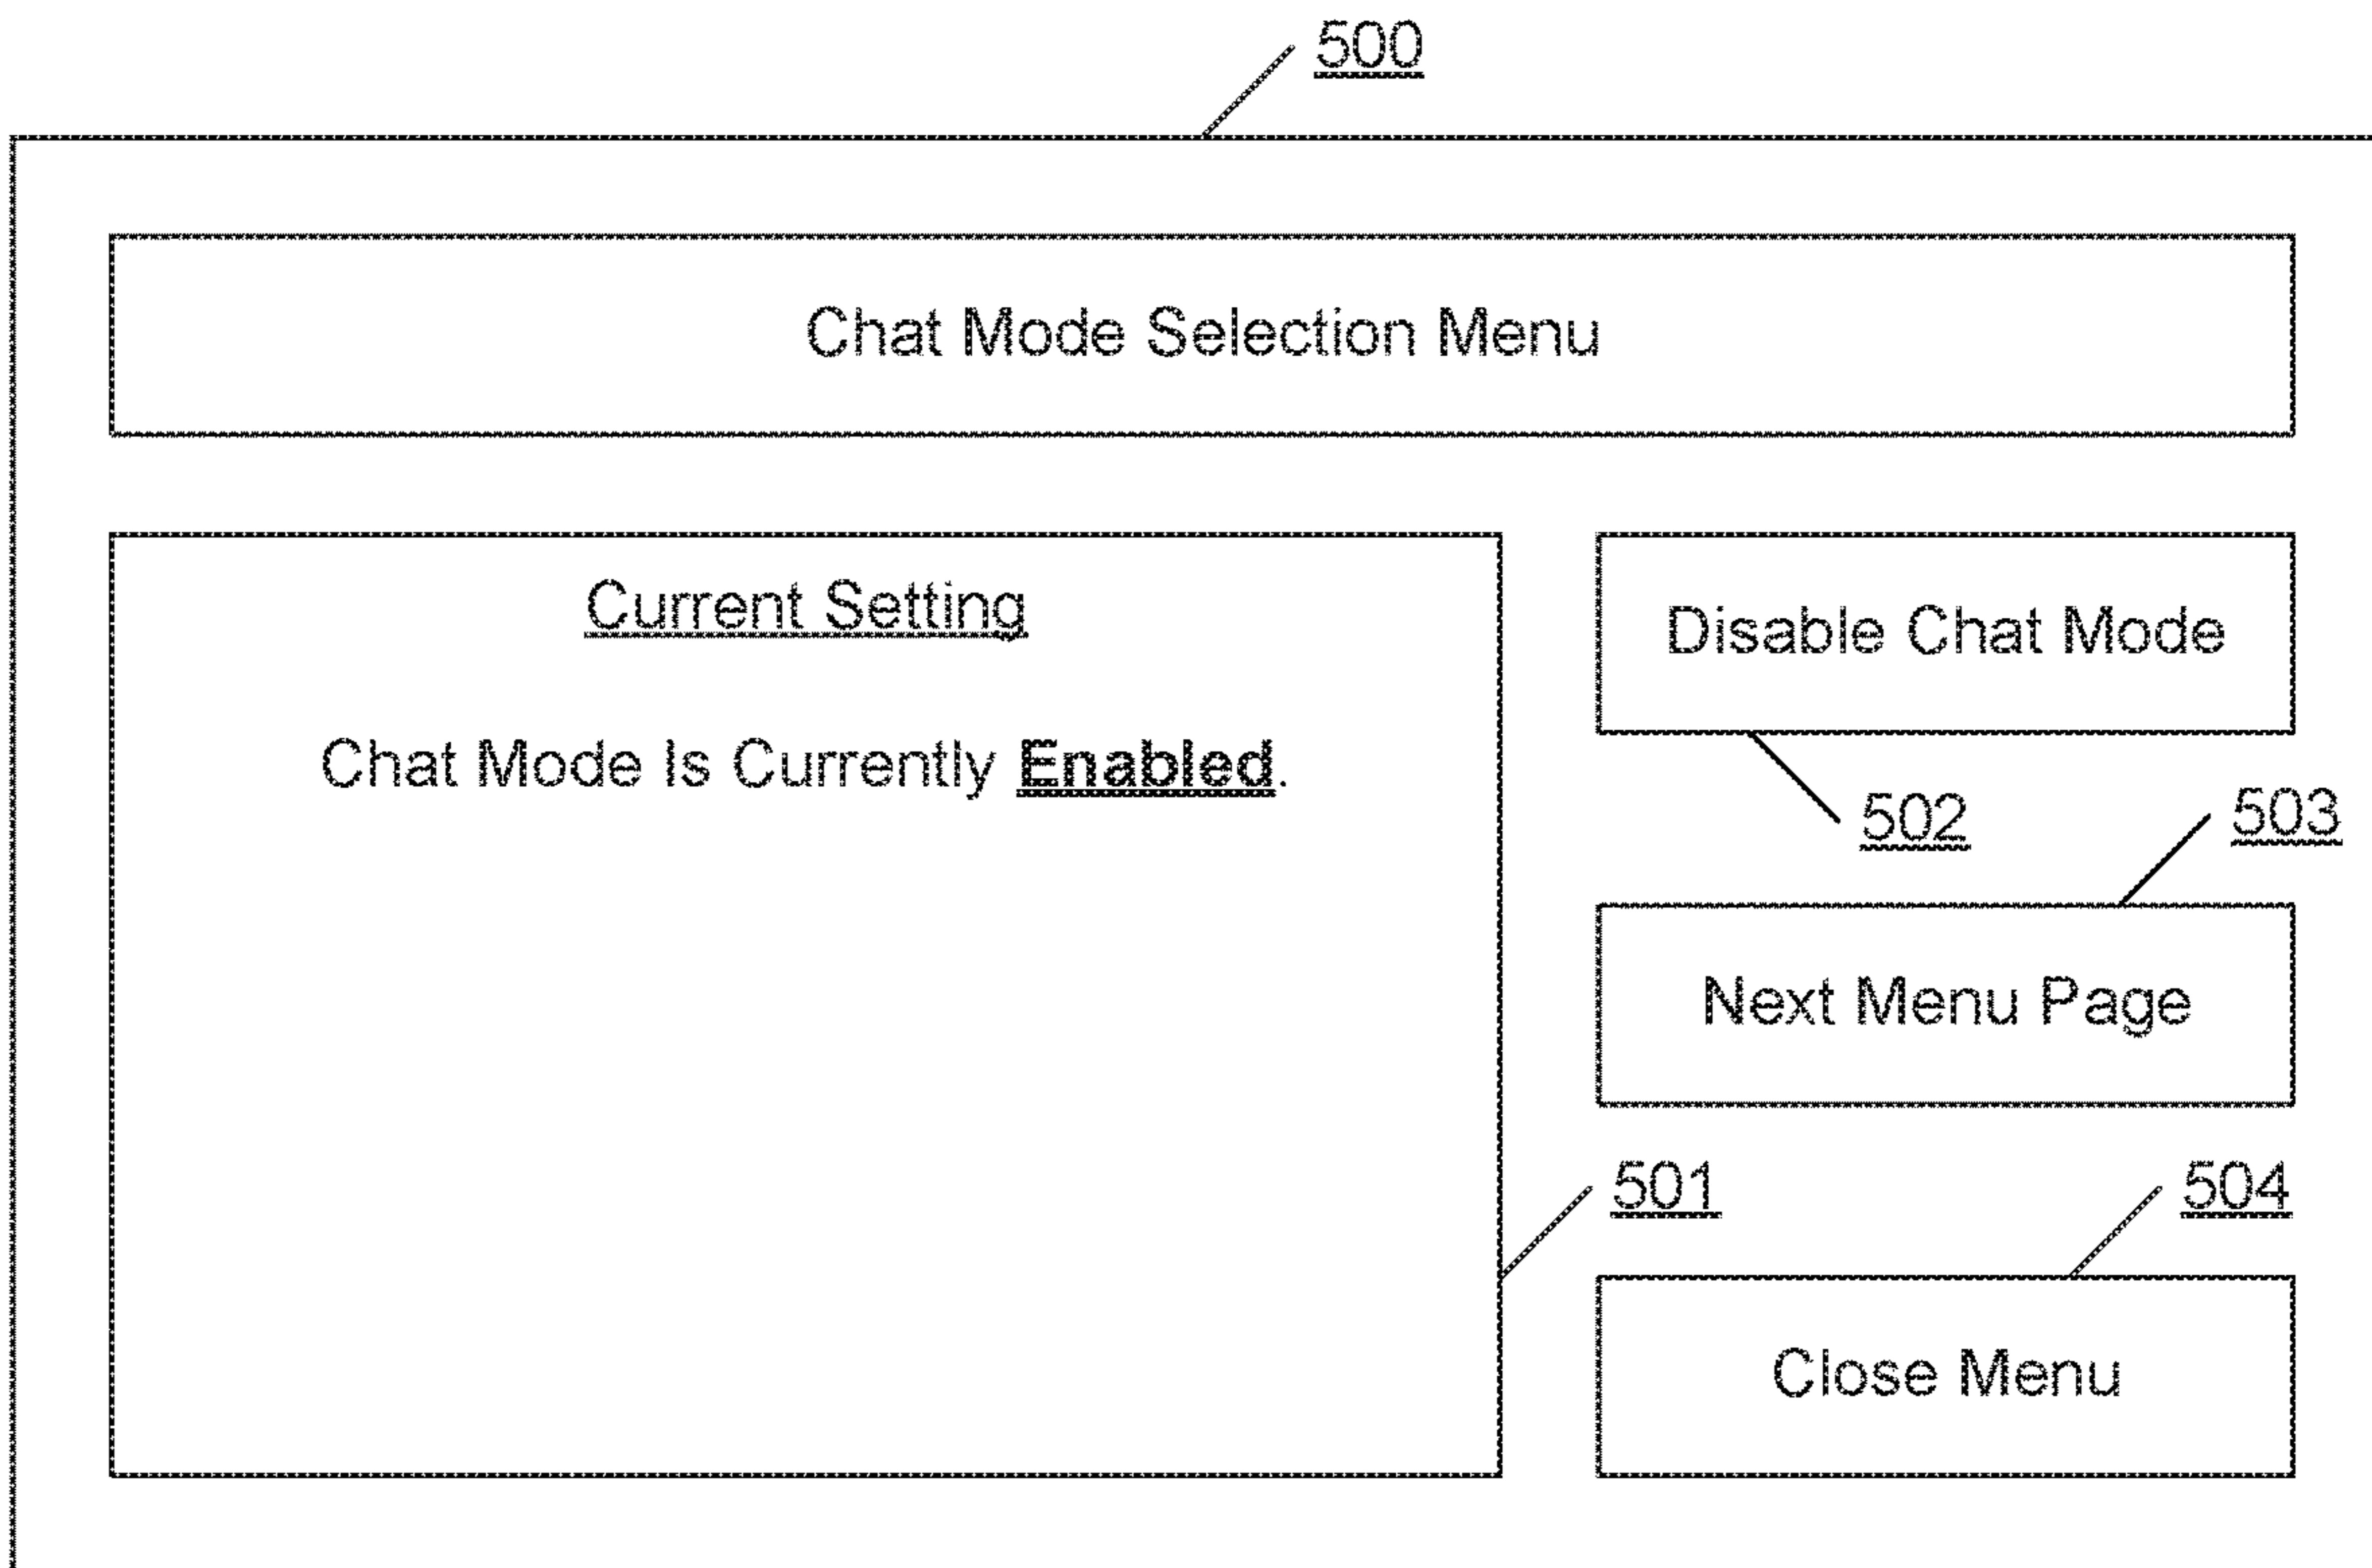 500
Chat Mode Selection Menu
Current Setting
Chat Mode Is Currently Enabled.
Disable Chat Mode
502
503
Next Menu Page
501
504
Close Menu